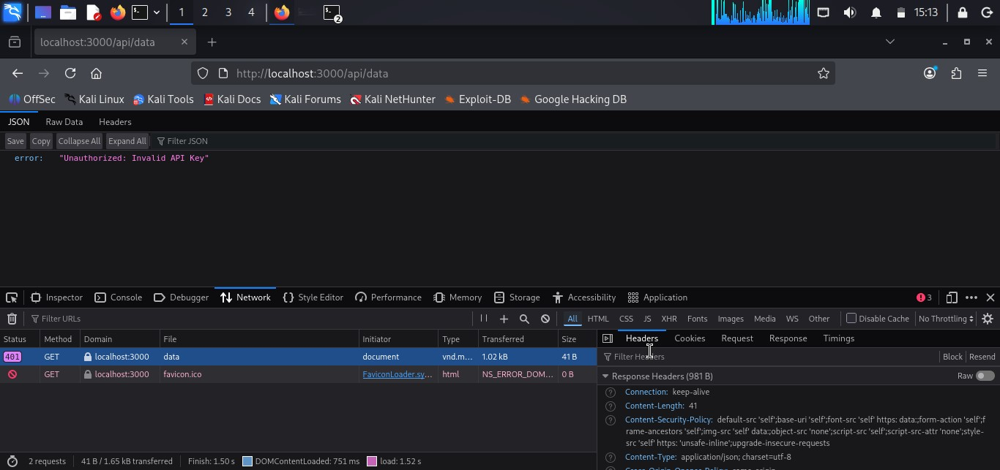 1 2 3 4 2 15:13
localhost:3000/api/data
http://localhost:3000/api/data
OffSec Kali Linux Kali Tools Kali Docs Kali Forums Kali NetHunter Exploit-DB Google Hacking DB
JSON Raw Data Headers
Save Copy Collapse All Expand All Filter JSON
error: "Unauthorized: Invalid API Key"
Inspector Console Debugger Network Style Editor Performance Memory Storage Accessibility Application 3
Filter URLs All HTML CSS JS XHR Fonts Images Media WS Other Disable Cache No Throttling
Status Method Domain File Initiator Type Transferred Size
401 GET localhost:3000 data document vnd.m... 1.02 kB 41 B
GET localhost:3000 favicon.ico FaviconLoader.sy... html NS_ERROR_DOM... 0 B
2 requests 41 B / 1.65 kB transferred Finish: 1.50 s DOMContentLoaded: 751 ms load: 1.52 s
Headers Cookies Request Response Timings
Filter Headers Block Resend
Response Headers (981 B) Raw
Connection: keep-alive
Content-Length: 41
Content-Security-Policy: default-src 'self';base-uri 'self';font-src 'self' https: data:;form-action 'self';f
rame-ancestors 'self';img-src 'self' data:;object-src 'none';script-src 'self';script-src-attr 'none';style-
src 'self' https: 'unsafe-inline';upgrade-insecure-requests
Content-Type: application/json; charset=utf-8